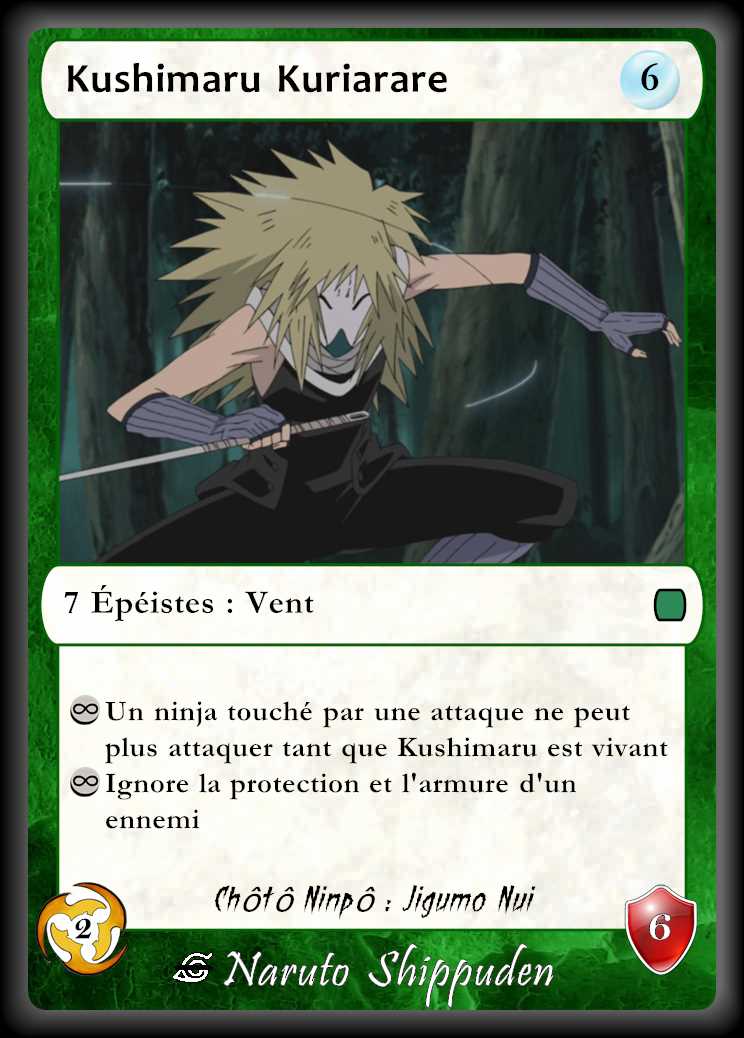 Kushimaru Kuriarare
6
7 Épéistes : Vent
∞ Un ninja touché par une attaque ne peut
plus attaquer tant que Kushimaru est vivant
∞ Ignore la protection et l'armure d'un
ennemi
Chôtô Ninpô : Jigumo Nui
2
6
Naruto Shippuden